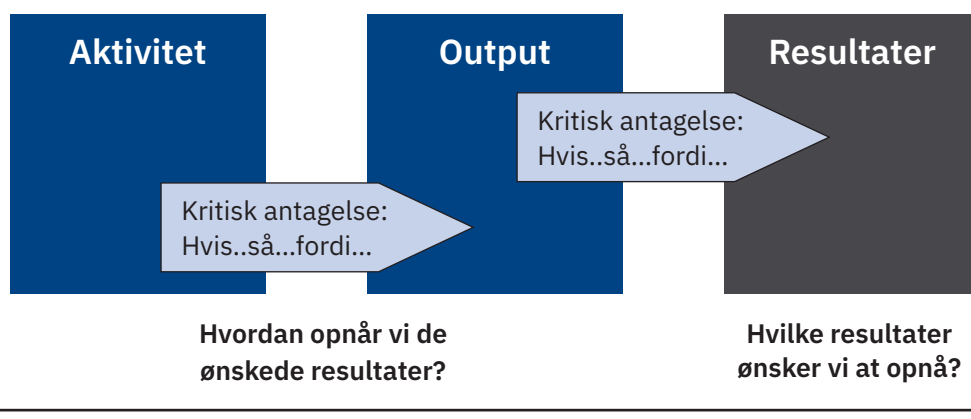 Aktivitet
Output
Resultater
Kritisk antagelse:
Hvis..så...fordi...
Kritisk antagelse:
Hvis..så...fordi...
Hvordan opnår vi de
ønskede resultater?
Hvilke resultater
ønsker vi at opnå?